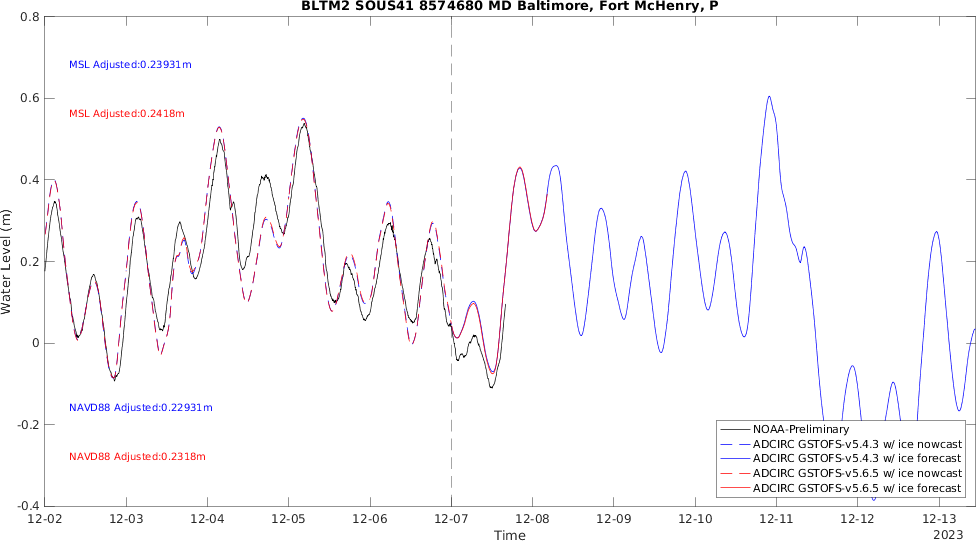 BLTM2 SOUS41 8574680 MD Baltimore, Fort McHenry, P
Water Level (m)
0.8
0.6
0.4
0.2
0
-0.2
-0.4
MSL Adjusted:0.23931m
MSL Adjusted:0.2418m
NAVD88 Adjusted:0.22931m
NAVD88 Adjusted:0.2318m
NOAA-Preliminary
ADCIRC GSTOFS-v5.4.3 w/ ice nowcast
ADCIRC GSTOFS-v5.4.3 w/ ice forecast
ADCIRC GSTOFS-v5.6.5 w/ ice nowcast
ADCIRC GSTOFS-v5.6.5 w/ ice forecast
12-02 12-03 12-04 12-05 12-06 12-07 12-08 12-09 12-10 12-11 12-12 12-13
Time
2023